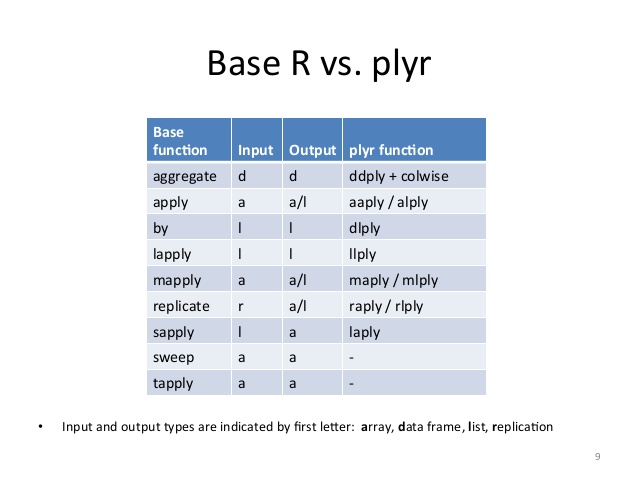 Base R vs. plyr
Base function Input Output plyr function
aggregate d d ddply + colwise
apply a a/l aaply / alply
by l l dlply
lapply l l llply
mapply a a/l maply / mlply
replicate r a/l raply / rlply
sapply l a laply
sweep a a -
tapply a a -
• Input and output types are indicated by first letter: array, data frame, list, replication
9